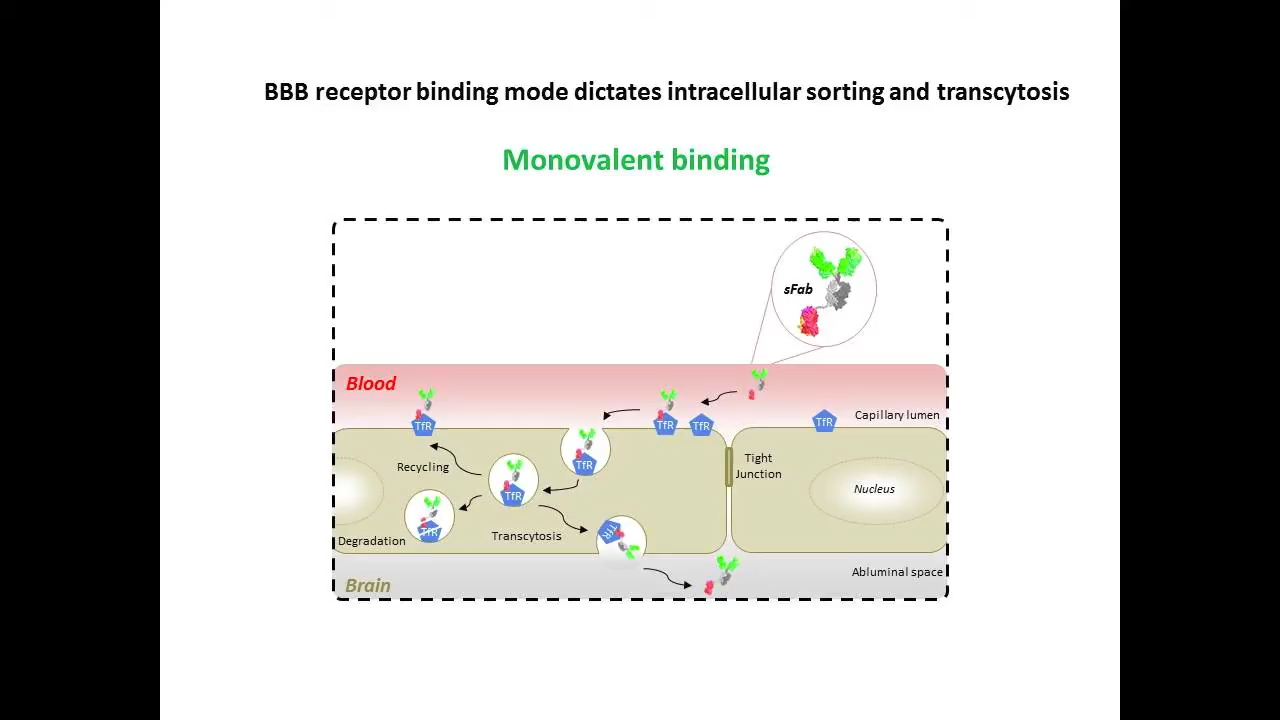 BBB receptor binding mode dictates intracellular sorting and transcytosis
Monovalent binding
sFab
Blood
TfR
TfR
TfR
TfR
Capillary lumen
Recycling
TfR
Tight
Junction
TfR
Nucleus
TfR
Degradation
Transcytosis
TfR
Brain
Abluminal space